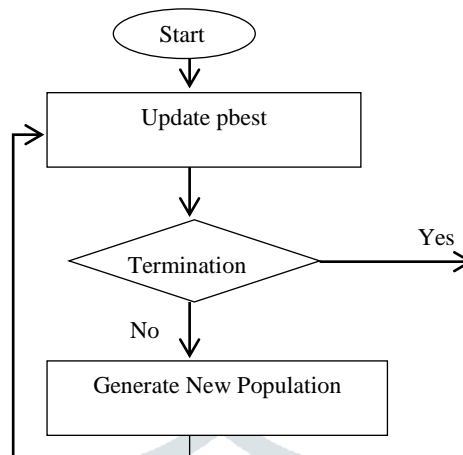 Start
Update pbest
Yes
Termination
No
Generate New Population